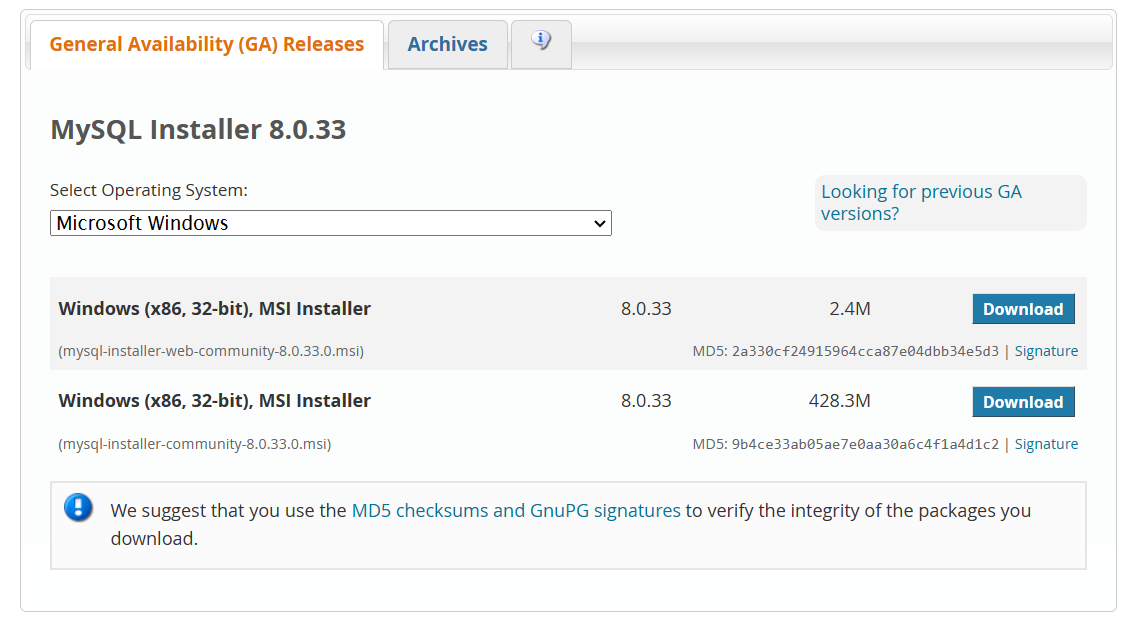 General Availability (GA) Releases
Archives
MySQL Installer 8.0.33
Select Operating System:
Microsoft Windows
Looking for previous GA
versions?
Windows (x86, 32-bit), MSI Installer 8.0.33 2.4M Download
(mysql-installer-web-community-8.0.33.0.msi) MD5: 2a330cf24915964cca87e04dbb34e5d3 | Signature
Windows (x86, 32-bit), MSI Installer 8.0.33 428.3M Download
(mysql-installer-community-8.0.33.0.msi) MD5: 9b4ce33ab05ae7e0aa30a6c4f1a4d1c2 | Signature
We suggest that you use the MD5 checksums and GnuPG signatures to verify the integrity of the packages you
download.